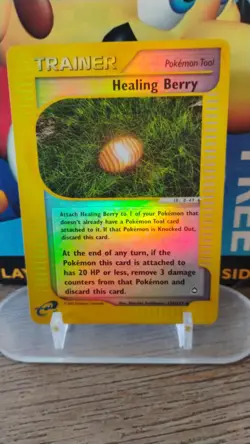 TRAINER
Pokémon Tool
Healing Berry
Attach Healing Berry to 1 of your Pokémon that
doesn't already have a Pokémon Tool card
attached to it. If that Pokémon is Knocked Out,
discard this card.
At the end of any turn, if the
Pokémon this card is attached to
has 20 HP or less, remove 3 damage
counters from that Pokémon and
discard this card.
LAY
SID